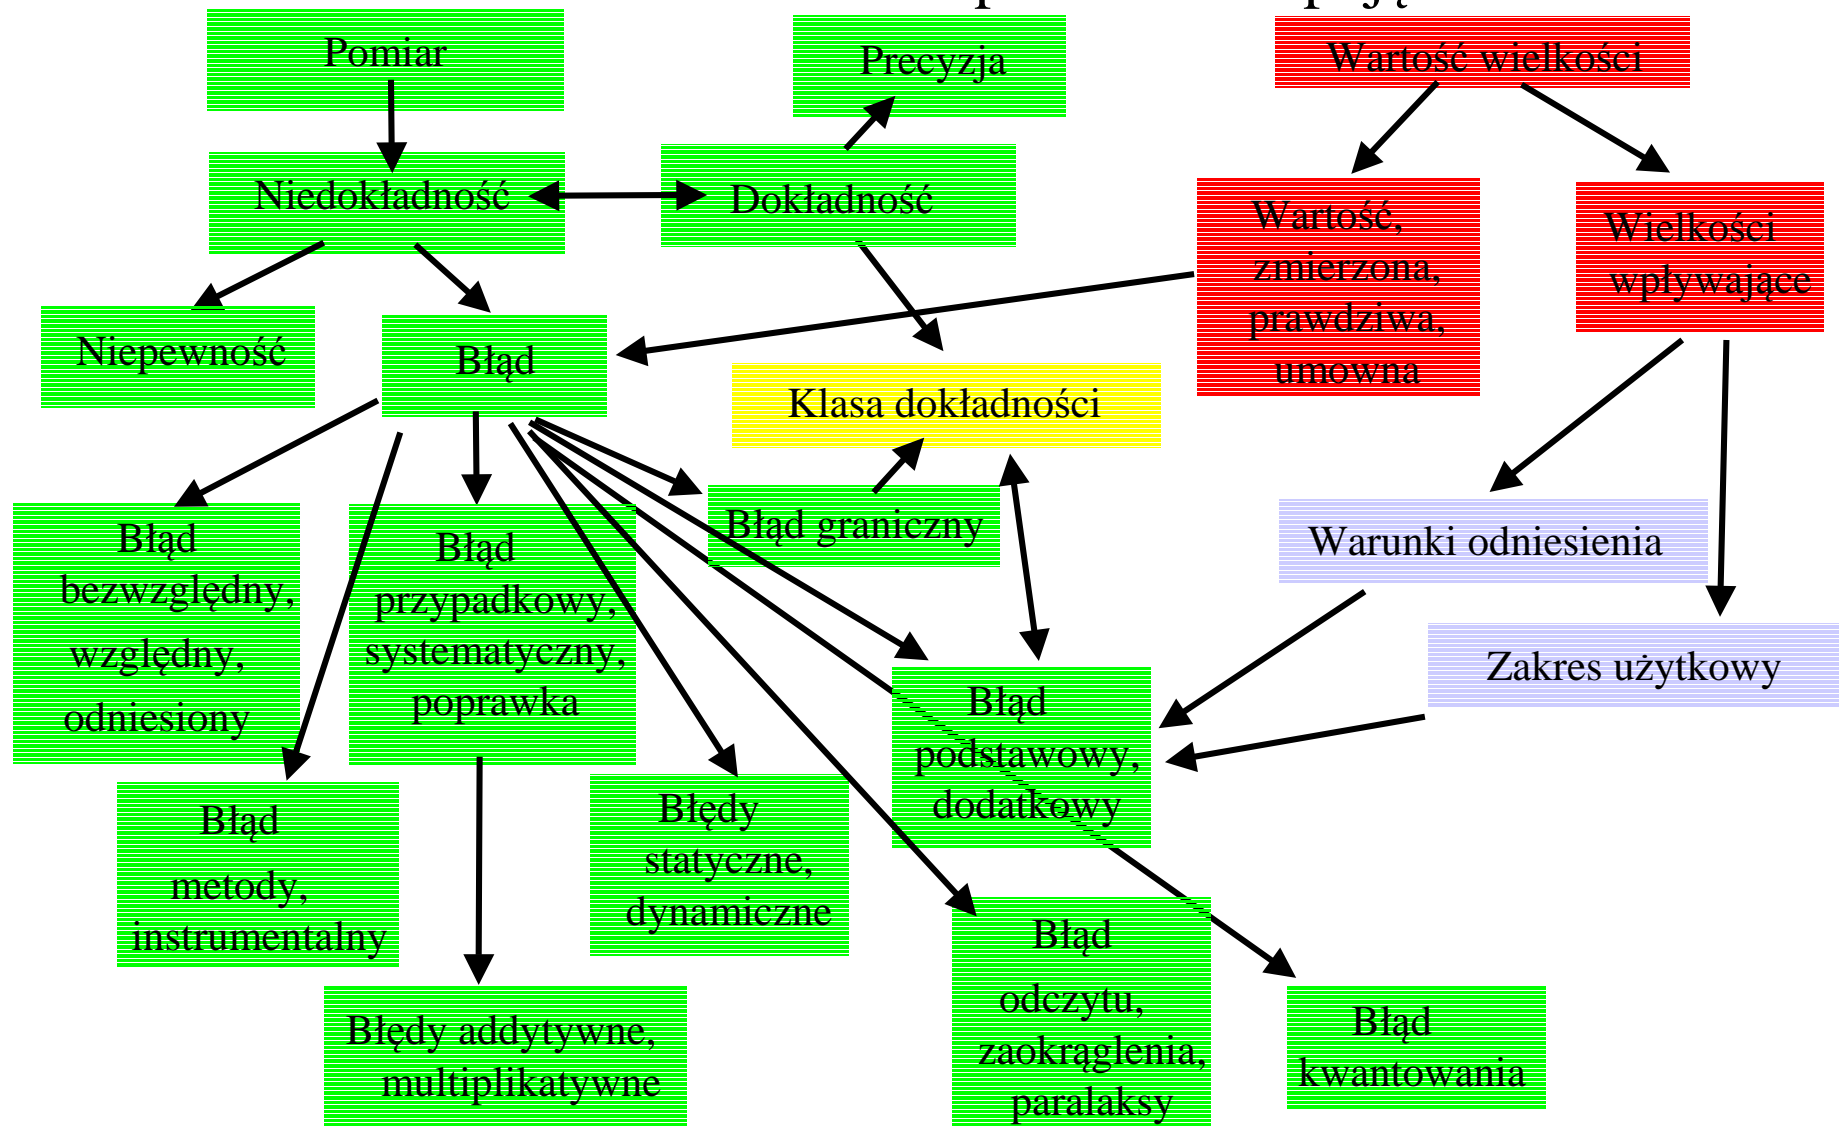 Pomiar
Precyzja
Wartość wielkości
Niedokładność
Dokładność
Wartość,
zmierzona,
prawdziwa,
umowna
Wielkości
wpływające
Niepewność
Błąd
Klasa dokładności
Błąd graniczny
Warunki odniesienia
Zakres użytkowy
Błąd
bezwzględny,
względny,
odniesiony
Błąd
przypadkowy,
systematyczny,
poprawka
Błąd
podstawowy,
dodatkowy
Błąd
metody,
instrumentalny
Błędy
statyczne,
dynamiczne
Błąd
odczytu,
zaokrąglenia,
paralaksy
Błąd
kwantowania
Błędy addytywne,
multiplikatywne